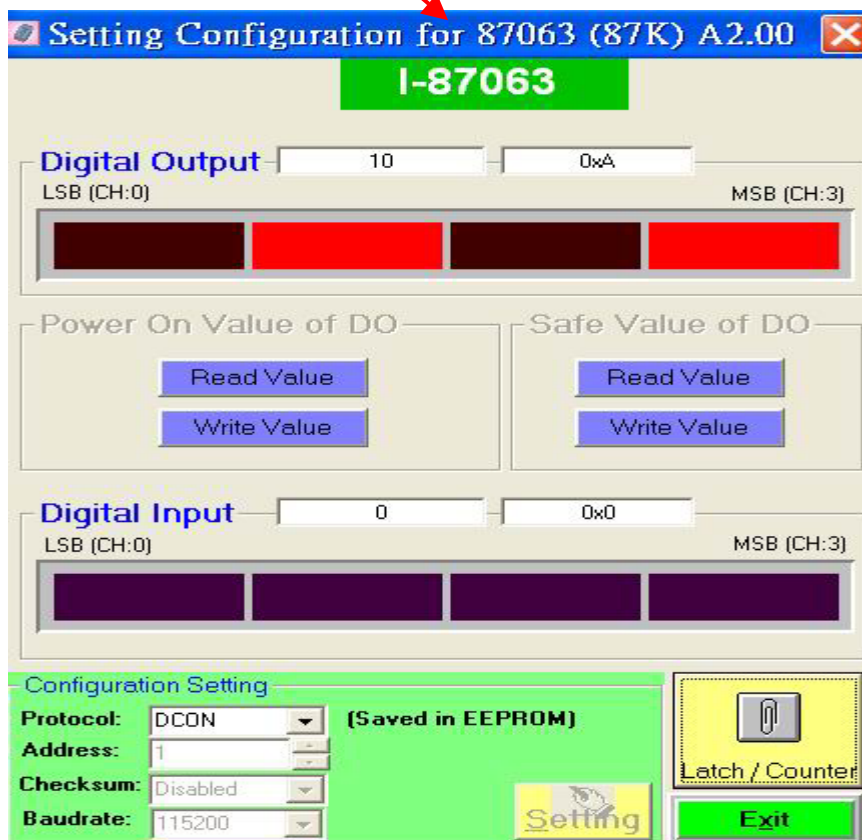 Setting Configuration for 87063 (87K) A2.00
I-87063
Digital Output 10 0xA
LSB (CH:0) MSB (CH:3)
Power On Value of DO Safe Value of DO
Read Value Read Value
Write Value Write Value
Digital Input 0 0x0
LSB (CH:0) MSB (CH:3)
Configuration Setting
Protocol: DCON (Saved in EEPROM)
Address: 1
Checksum: Disabled
Baudrate: 115200
Setting
Latch / Counter
Exit